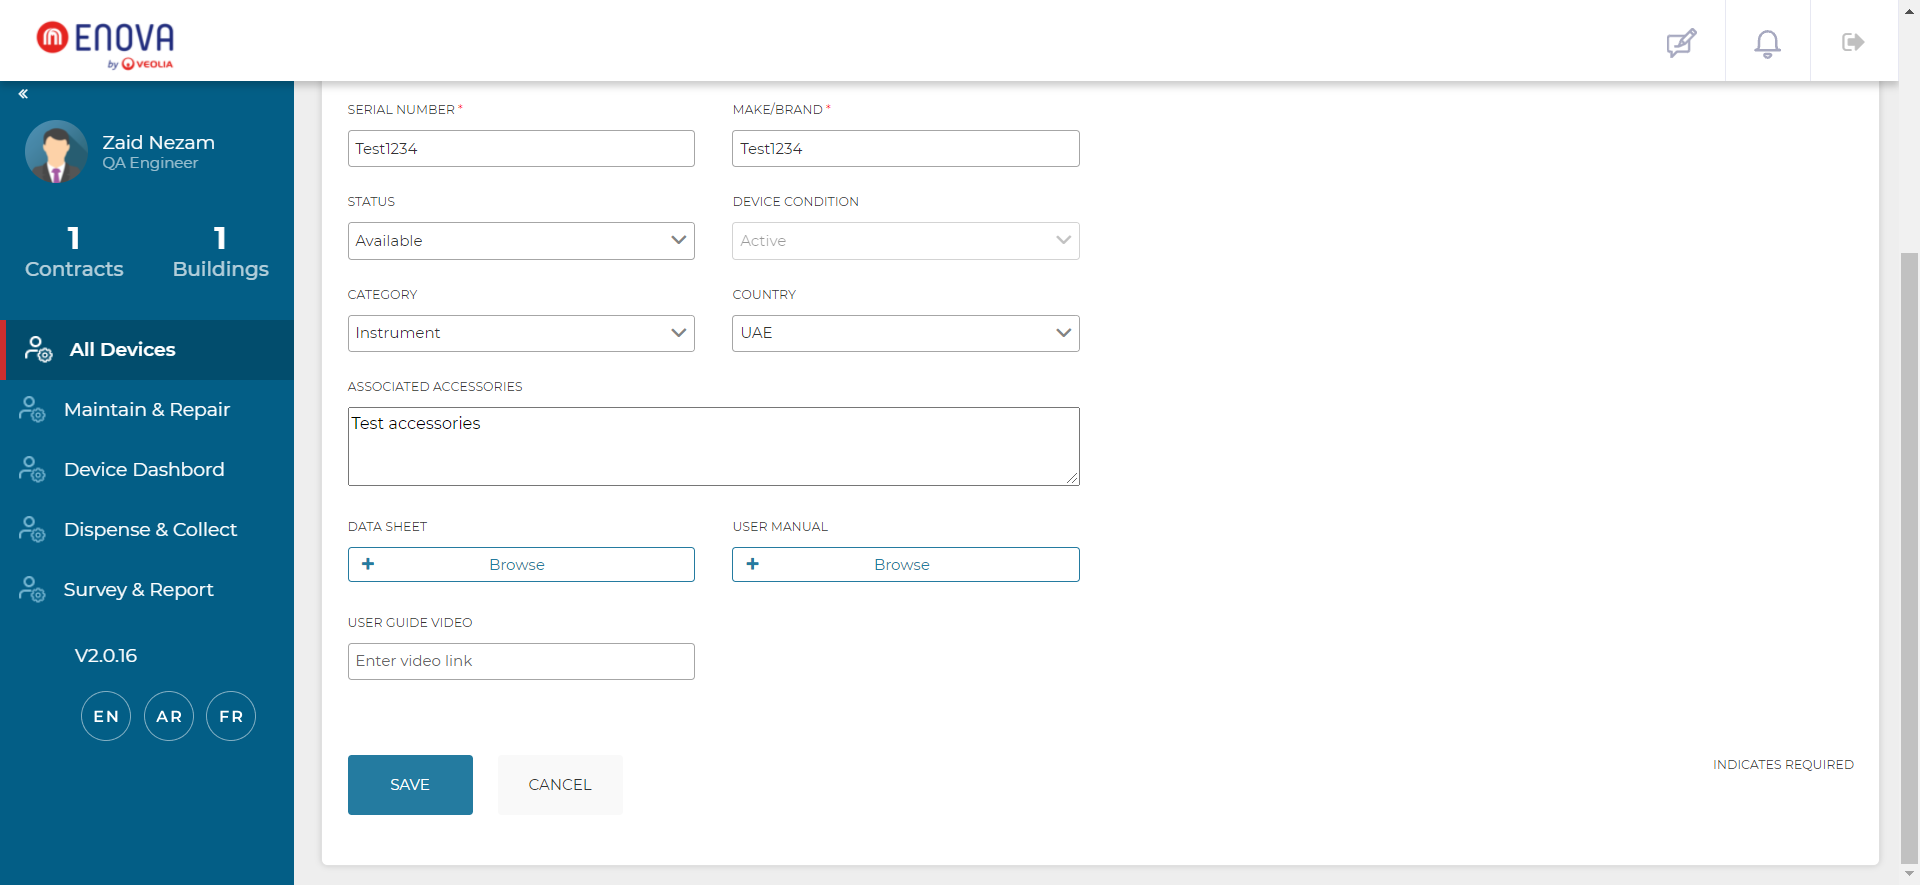 ENOVA
by VEOLIA
Zaid Nezam
QA Engineer
1
Contracts
1
Buildings
All Devices
Maintain & Repair
Device Dashbord
Dispense & Collect
Survey & Report
V2.0.16
EN
AR
FR
SERIAL NUMBER *
Test1234
MAKE/BRAND *
Test1234
STATUS
Available
DEVICE CONDITION
Active
CATEGORY
Instrument
COUNTRY
UAE
ASSOCIATED ACCESSORIES
Test accessories
DATA SHEET
+ Browse
USER MANUAL
+ Browse
USER GUIDE VIDEO
Enter video link
SAVE
CANCEL
INDICATES REQUIRED